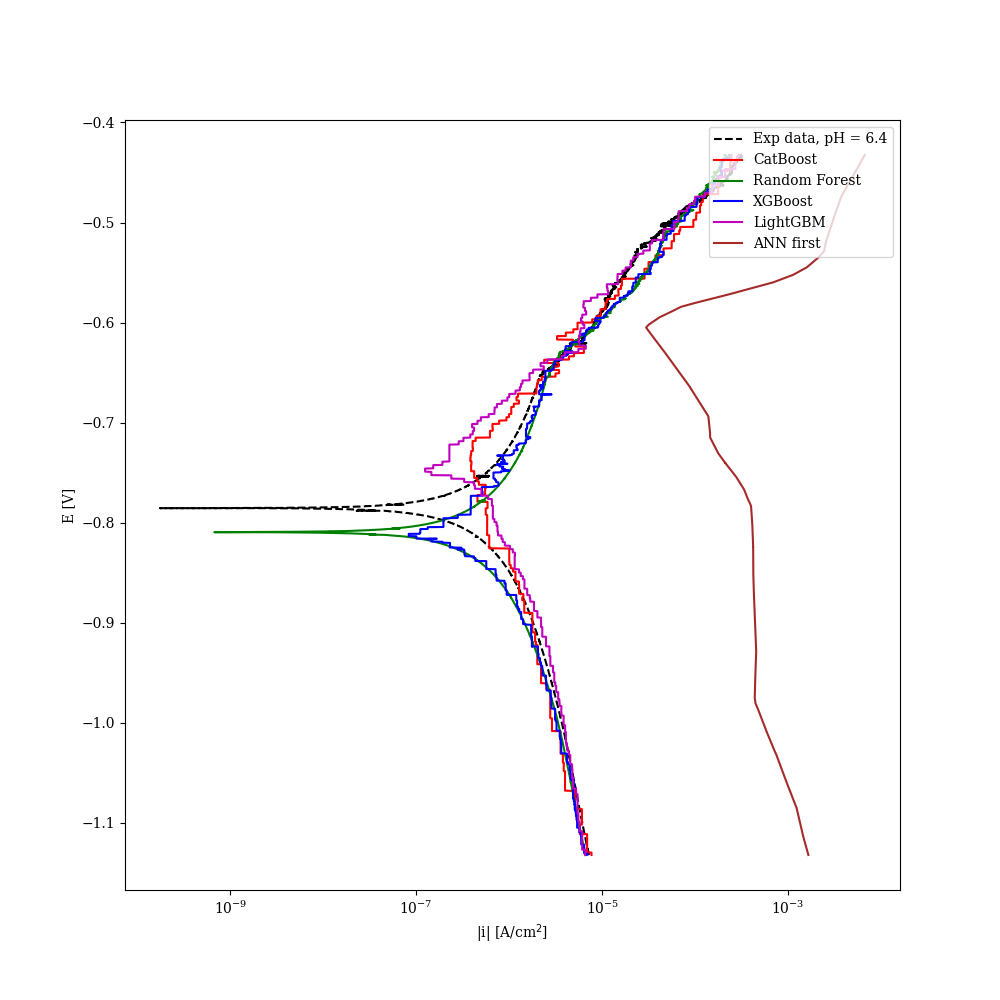 −0.4
−0.5
−0.6
−0.7
−0.8
−0.9
−1.0
−1.1
E [V]
10⁻⁹
10⁻⁷
10⁻⁵
10⁻³
|i| [A/cm²]
Exp data, pH = 6.4
CatBoost
Random Forest
XGBoost
LightGBM
ANN first